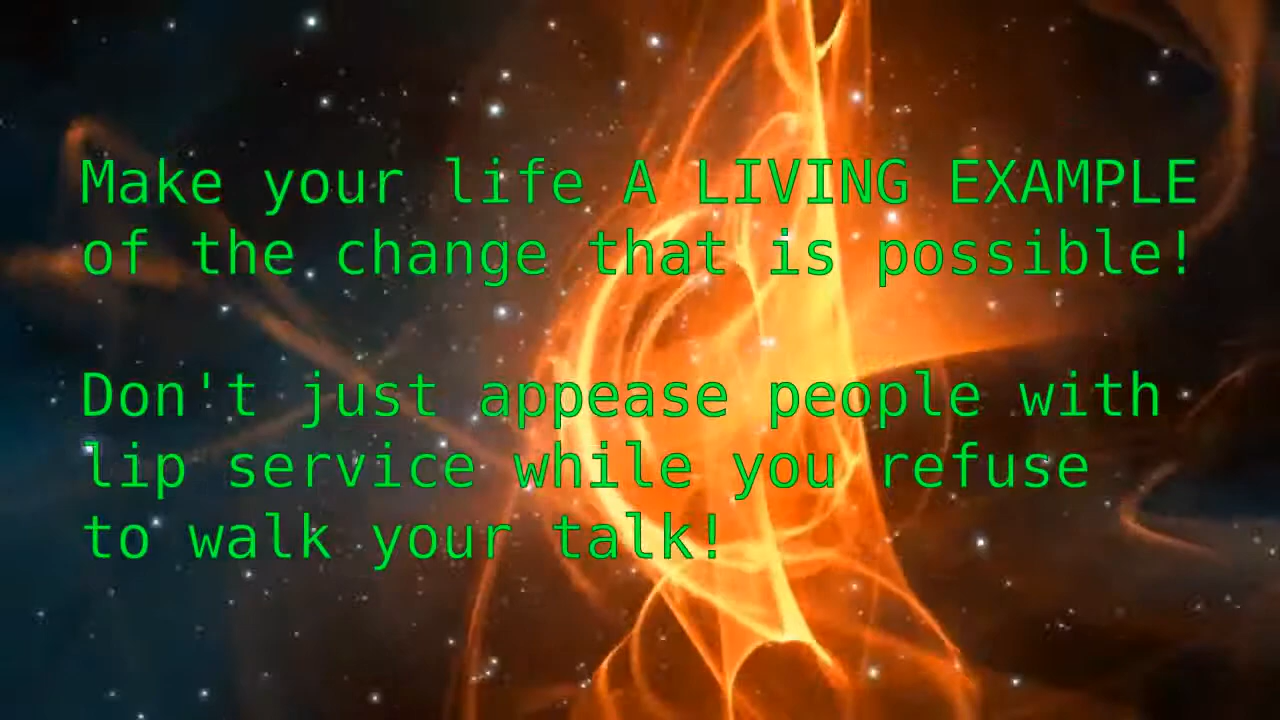 Make your life A LIVING EXAMPLE
of the change that is possible!
Don't just appease people with
lip service while you refuse
to walk your talk!